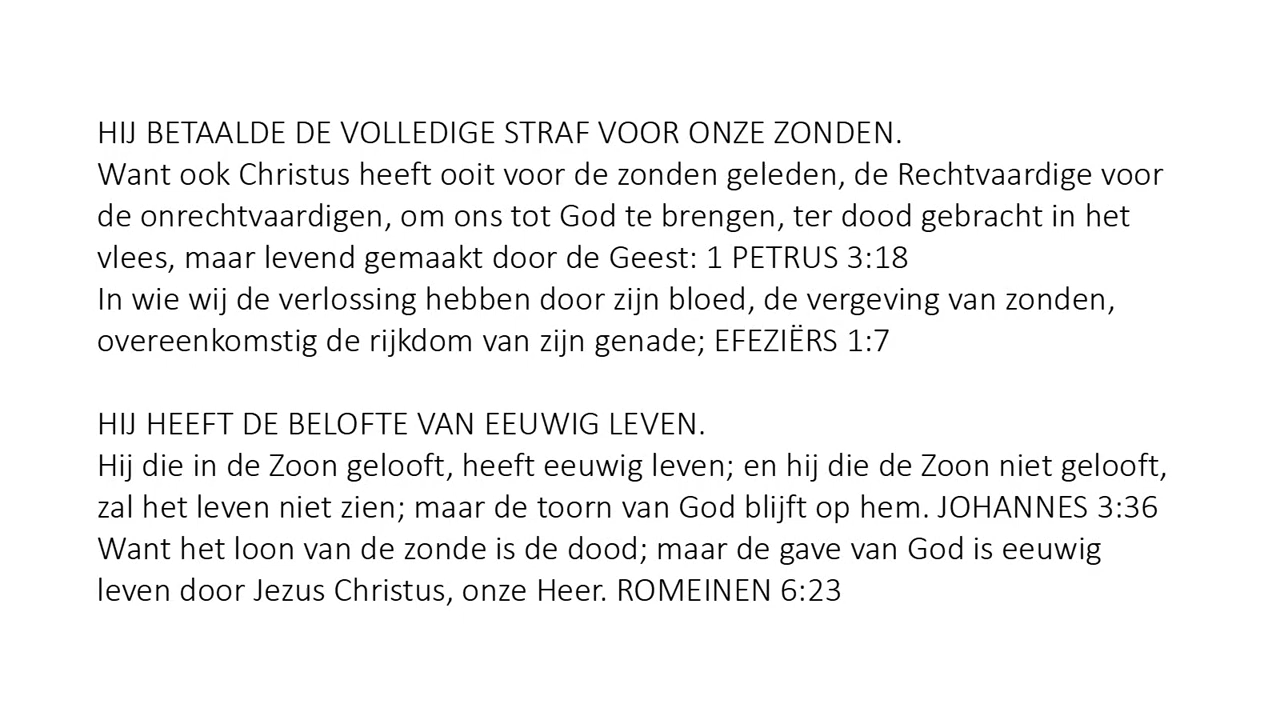 HIJ BETAALDE DE VOLLEDIGE STRAF VOOR ONZE ZONDEN.
Want ook Christus heeft ooit voor de zonden geleden, de Rechtvaardige voor
de onrechtvaardigen, om ons tot God te brengen, ter dood gebracht in het
vlees, maar levend gemaakt door de Geest: 1 PETRUS 3:18
In wie wij de verlossing hebben door zijn bloed, de vergeving van zonden,
overeenkomstig de rijkdom van zijn genade; EFEZIËRS 1:7
HIJ HEEFT DE BELOFTE VAN EEUWIG LEVEN.
Hij die in de Zoon gelooft, heeft eeuwig leven; en hij die de Zoon niet gelooft,
zal het leven niet zien; maar de toorn van God blijft op hem. JOHANNES 3:36
Want het loon van de zonde is de dood; maar de gave van God is eeuwig
leven door Jezus Christus, onze Heer. ROMEINEN 6:23